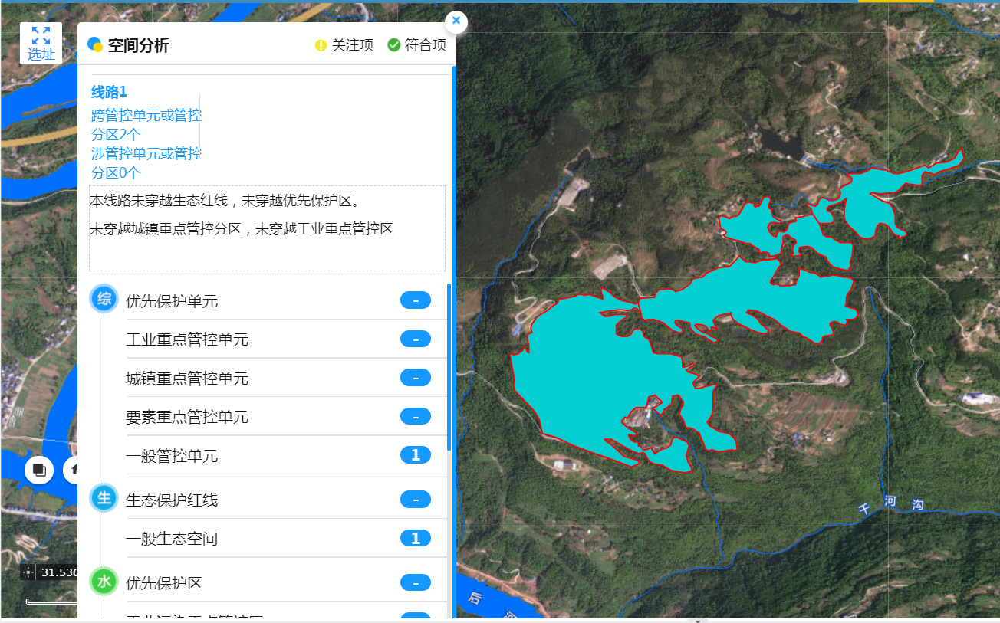 选址
空间分析
关注项
符合项
线路1
跨管控单元或管控
分区2个
涉管控单元或管控
分区0个
本线路未穿越生态红线，未穿越优先保护区。
未穿越城镇重点管控分区，未穿越工业重点管控区
综
优先保护单元
-
工业重点管控单元
-
城镇重点管控单元
-
要素重点管控单元
-
一般管控单元
1
生
生态保护红线
-
一般生态空间
1
水
优先保护区
-
31.536
干河沟
后河